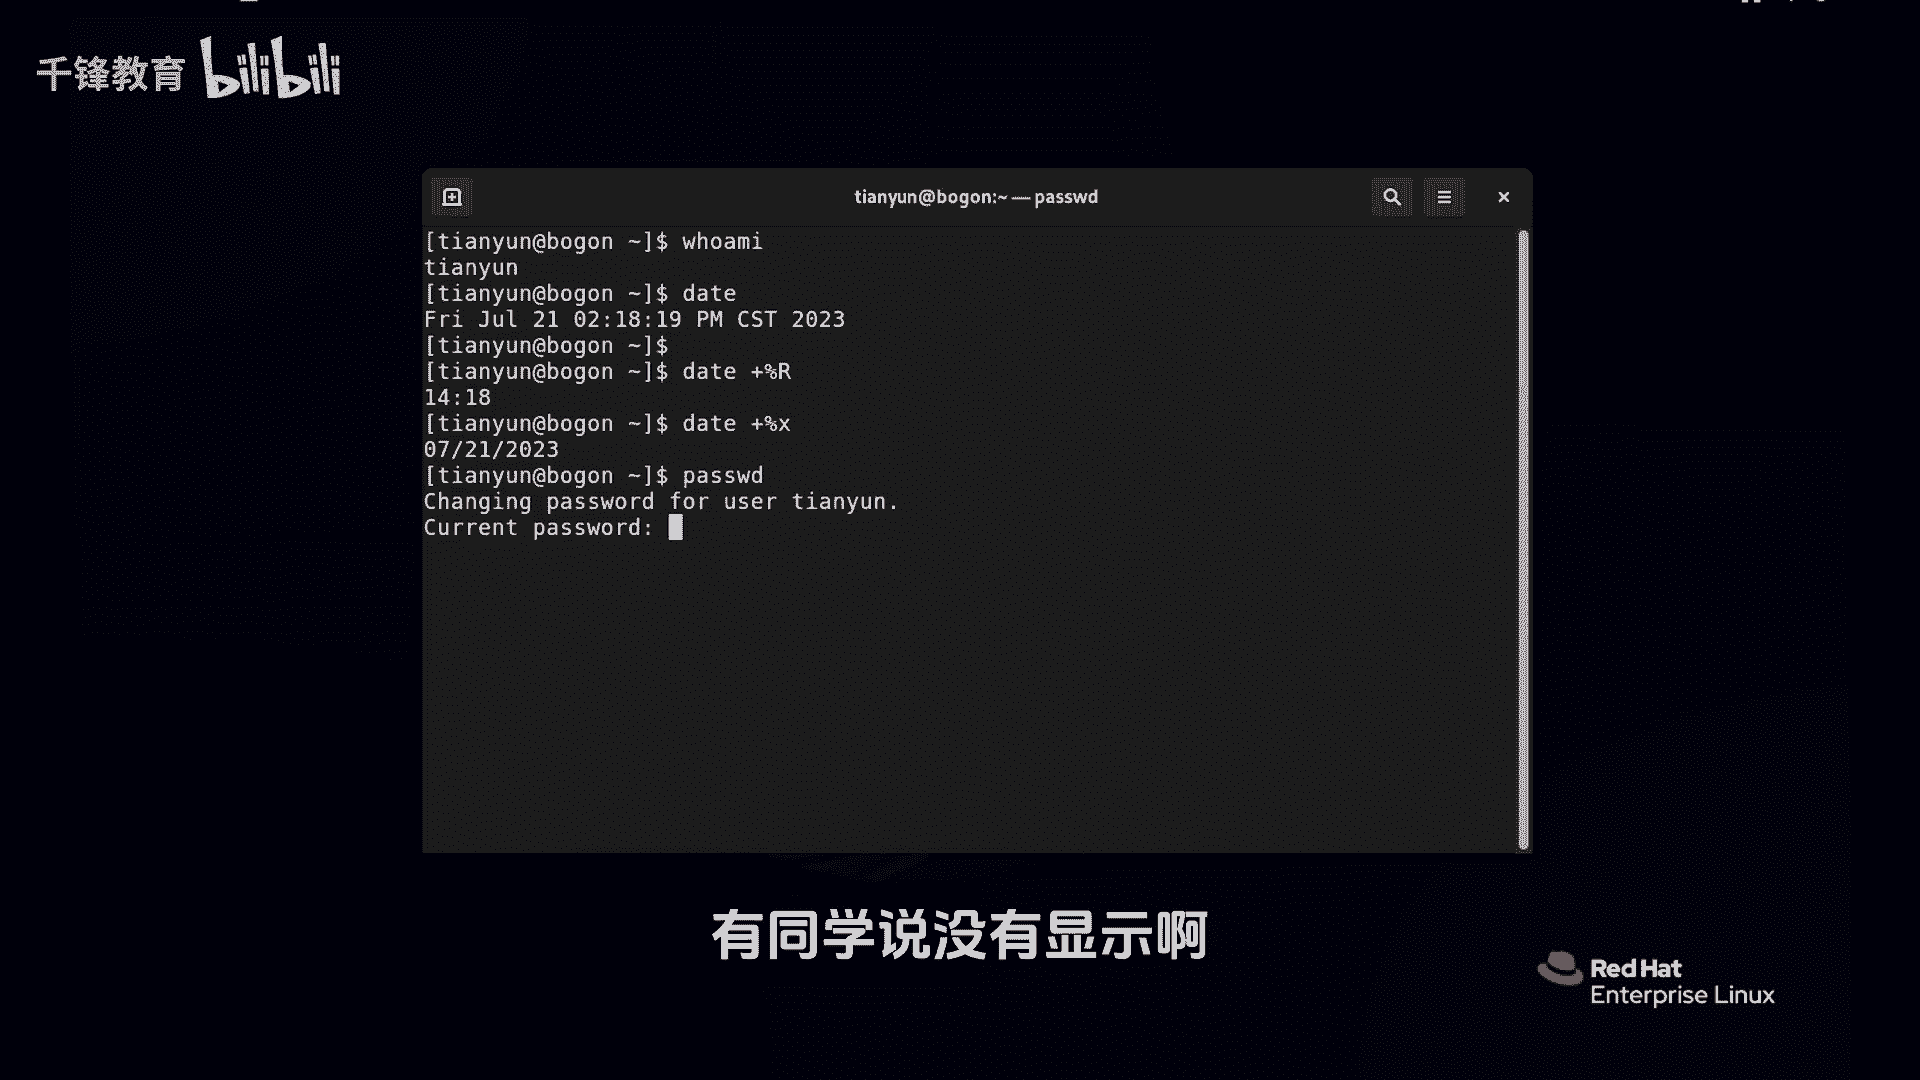 千锋教育 bilibili
tianyun@bogon:~ — passwd
[tianyun@bogon ~]$ whoami
tianyun
[tianyun@bogon ~]$ date
Fri Jul 21 02:18:19 PM CST 2023
[tianyun@bogon ~]$
[tianyun@bogon ~]$ date +%R
14:18
[tianyun@bogon ~]$ date +%x
07/21/2023
[tianyun@bogon ~]$ passwd
Changing password for user tianyun.
Current password:
有同学说没有显示啊
Red Hat
Enterprise Linux